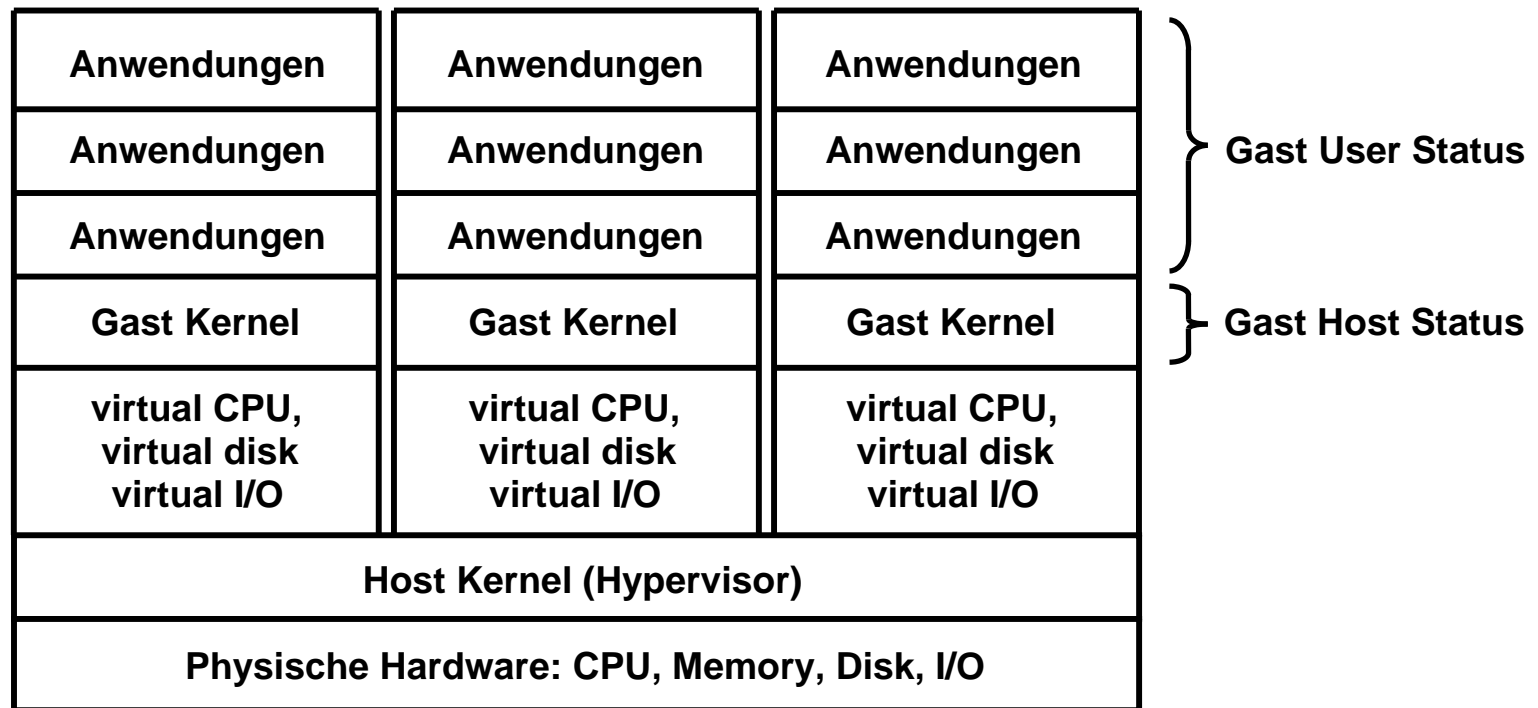 Anwendungen Anwendungen Anwendungen
Anwendungen Anwendungen Anwendungen Gast User Status
Anwendungen Anwendungen Anwendungen
Gast Kernel Gast Kernel Gast Kernel Gast Host Status
virtual CPU, virtual CPU, virtual CPU,
virtual disk virtual disk virtual disk
virtual I/O virtual I/O virtual I/O
Host Kernel (Hypervisor)
Physische Hardware: CPU, Memory, Disk, I/O